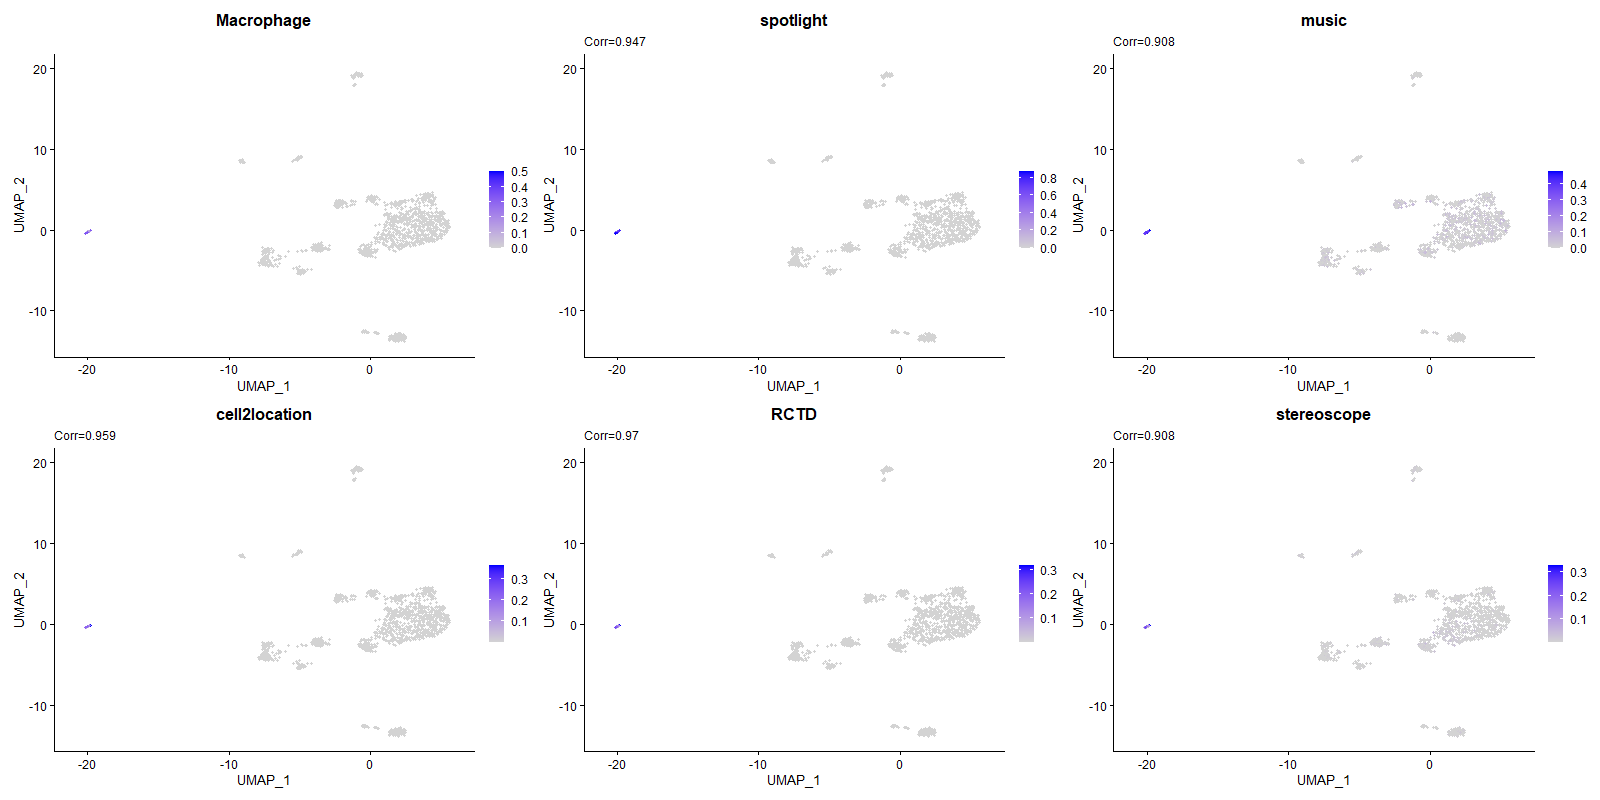 Macrophage
UMAP_2
20
10
0
-10
-20
-10
0
UMAP_1
0.5
0.4
0.3
0.2
0.1
0.0
spotlight
Corr=0.947
UMAP_2
20
10
0
-10
-20
-10
0
UMAP_1
0.8
0.6
0.4
0.2
0.0
music
Corr=0.908
UMAP_2
20
10
0
-10
-20
-10
0
UMAP_1
0.4
0.3
0.2
0.1
0.0
cell2location
Corr=0.959
UMAP_2
20
10
0
-10
-20
-10
0
UMAP_1
0.3
0.2
0.1
RCTD
Corr=0.97
UMAP_2
20
10
0
-10
-20
-10
0
UMAP_1
0.3
0.2
0.1
stereoscope
Corr=0.908
UMAP_2
20
10
0
-10
-20
-10
0
UMAP_1
0.3
0.2
0.1